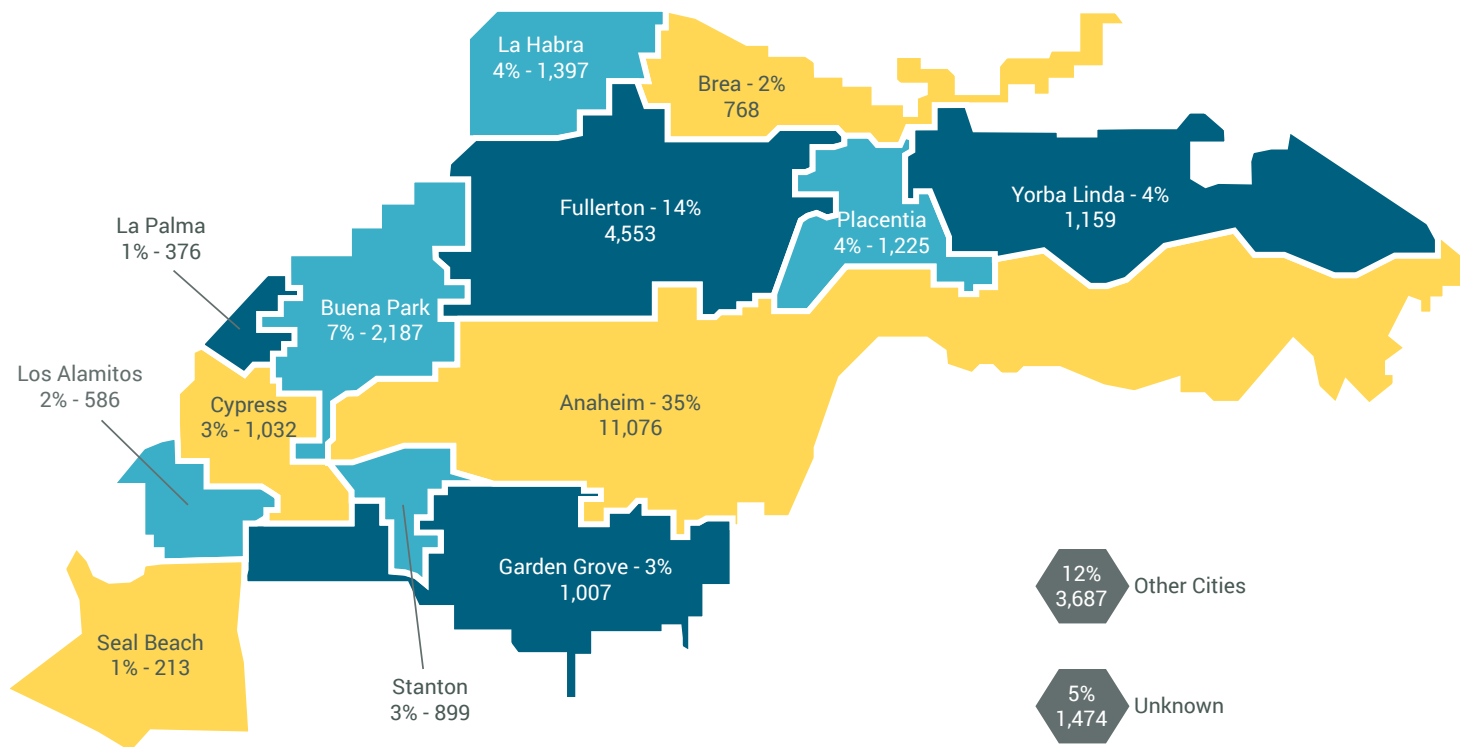 La Habra
4% - 1,397
Brea - 2%
768
Fullerton - 14%
4,553
Yorba Linda - 4%
1,159
Placentia
4% - 1,225
La Palma
1% - 376
Buena Park
7% - 2,187
Los Alamitos
2% - 586
Cypress
3% - 1,032
Anaheim - 35%
11,076
Garden Grove - 3%
1,007
Seal Beach
1% - 213
Stanton
3% - 899
12%
3,687
Other Cities
5%
1,474
Unknown